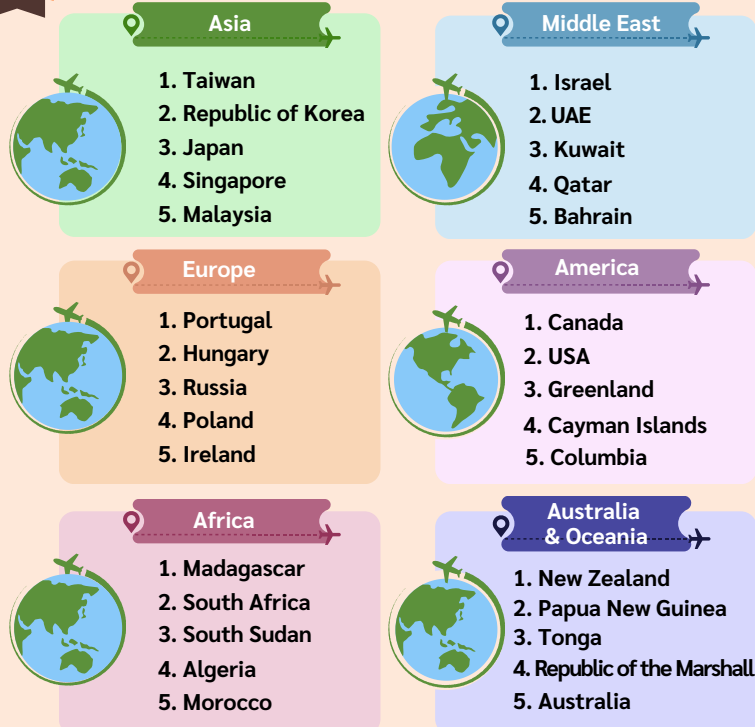 Asia
1. Taiwan
2. Republic of Korea
3. Japan
4. Singapore
5. Malaysia
Middle East
1. Israel
2. UAE
3. Kuwait
4. Qatar
5. Bahrain
Europe
1. Portugal
2. Hungary
3. Russia
4. Poland
5. Ireland
America
1. Canada
2. USA
3. Greenland
4. Cayman Islands
5. Columbia
Africa
1. Madagascar
2. South Africa
3. South Sudan
4. Algeria
5. Morocco
Australia
& Oceania
1. New Zealand
2. Papua New Guinea
3. Tonga
4. Republic of the Marshall
5. Australia